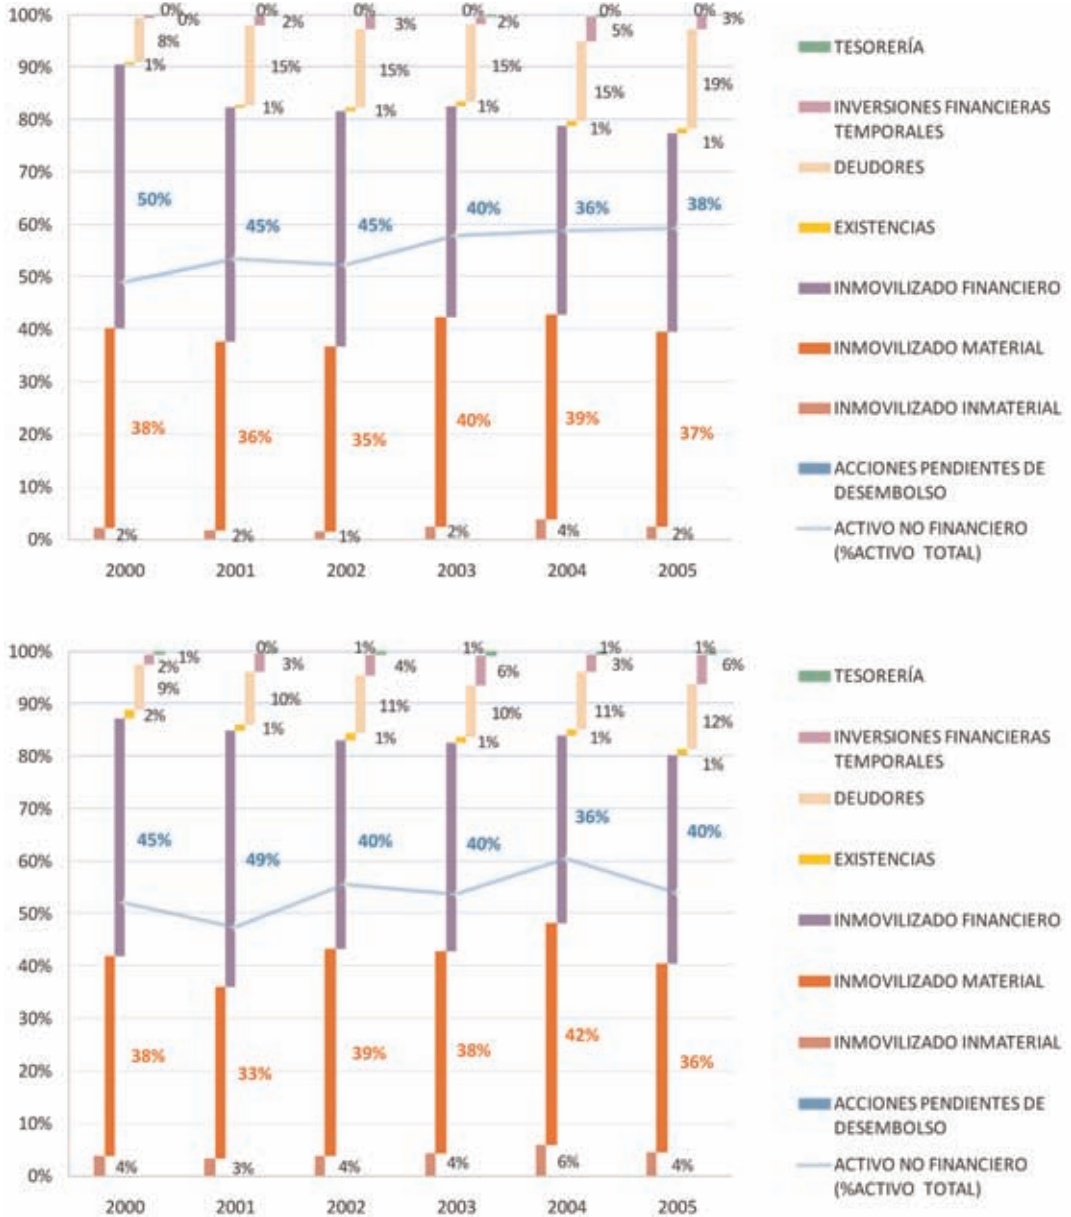 100%
90%
80%
70%
60%
50%
40%
30%
20%
10%
0%
0% 0% 0% 0% 0% 0%
0% 2% 3% 2% 5% 3%
8% 15% 15% 15% 15% 19%
1% 1% 1% 1% 1% 1%
50% 45% 45% 40% 36% 38%
38% 36% 35% 40% 39% 37%
2% 2% 1% 2% 4% 2%
2000 2001 2002 2003 2004 2005
TESORERÍA
INVERSIONES FINANCIERAS
TEMPORALES
DEUDORES
EXISTENCIAS
INMOVILIZADO FINANCIERO
INMOVILIZADO MATERIAL
INMOVILIZADO INMATERIAL
ACCIONES PENDIENTES DE
DESEMBOLSO
ACTIVO NO FINANCIERO
(%ACTIVO TOTAL)
100%
90%
80%
70%
60%
50%
40%
30%
20%
10%
0%
1% 0% 1% 1% 1% 1%
2% 3% 4% 6% 3% 6%
9% 10% 11% 10% 11% 12%
2% 1% 1% 1% 1% 1%
45% 49% 40% 40% 36% 40%
38% 33% 39% 38% 42% 36%
4% 3% 4% 4% 6% 4%
2000 2001 2002 2003 2004 2005
TESORERÍA
INVERSIONES FINANCIERAS
TEMPORALES
DEUDORES
EXISTENCIAS
INMOVILIZADO FINANCIERO
INMOVILIZADO MATERIAL
INMOVILIZADO INMATERIAL
ACCIONES PENDIENTES DE
DESEMBOLSO
ACTIVO NO FINANCIERO
(%ACTIVO TOTAL)